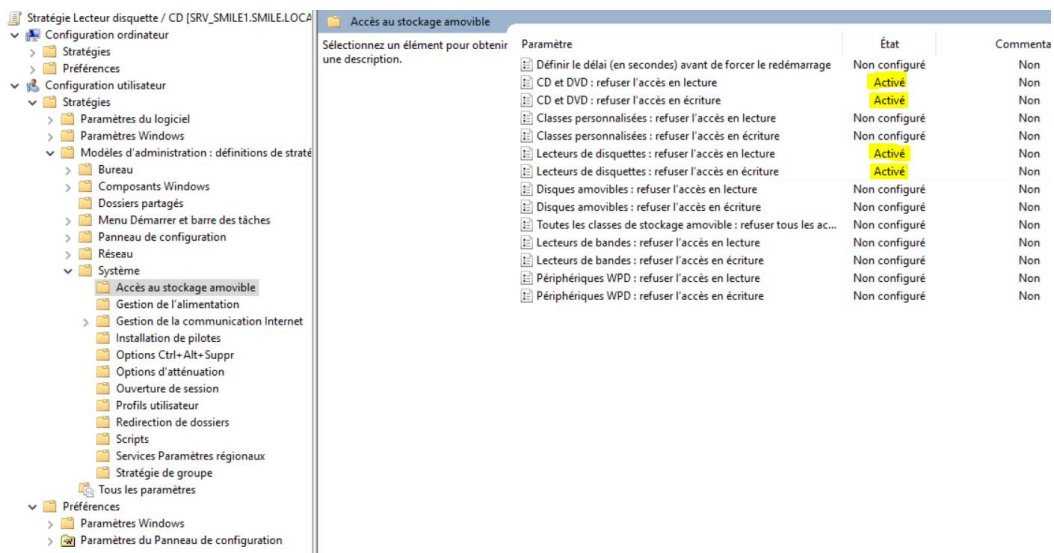 Stratégie Lecteur disquette / CD [SRV_SMILE1.SMILE.LOCA
Configuration ordinateur
Stratégies
Préférences
Configuration utilisateur
Stratégies
Paramètres du logiciel
Paramètres Windows
Modèles d'administration : définitions de straté
Bureau
Composants Windows
Dossiers partagés
Menu Démarrer et barre des tâches
Panneau de configuration
Réseau
Système
Accès au stockage amovible
Gestion de l'alimentation
Gestion de la communication Internet
Installation de pilotes
Options Ctrl+Alt+Suppr
Options d'atténuation
Ouverture de session
Profils utilisateur
Redirection de dossiers
Scripts
Services Paramètres régionaux
Stratégie de groupe
Tous les paramètres
Préférences
Paramètres Windows
Paramètres du Panneau de configuration
Accès au stockage amovible
Sélectionnez un élément pour obtenir
une description.
Paramètre État Commenta
Définir le délai (en secondes) avant de forcer le redémarrage Non configuré Non
CD et DVD : refuser l'accès en lecture Activé Non
CD et DVD : refuser l'accès en écriture Activé Non
Classes personnalisées : refuser l'accès en lecture Non configuré Non
Classes personnalisées : refuser l'accès en écriture Non configuré Non
Lecteurs de disquettes : refuser l'accès en lecture Activé Non
Lecteurs de disquettes : refuser l'accès en écriture Activé Non
Disques amovibles : refuser l'accès en lecture Non configuré Non
Disques amovibles : refuser l'accès en écriture Non configuré Non
Toutes les classes de stockage amovible : refuser tous les ac... Non configuré Non
Lecteurs de bandes : refuser l'accès en lecture Non configuré Non
Lecteurs de bandes : refuser l'accès en écriture Non configuré Non
Périphériques WPD : refuser l'accès en lecture Non configuré Non
Périphériques WPD : refuser l'accès en écriture Non configuré Non